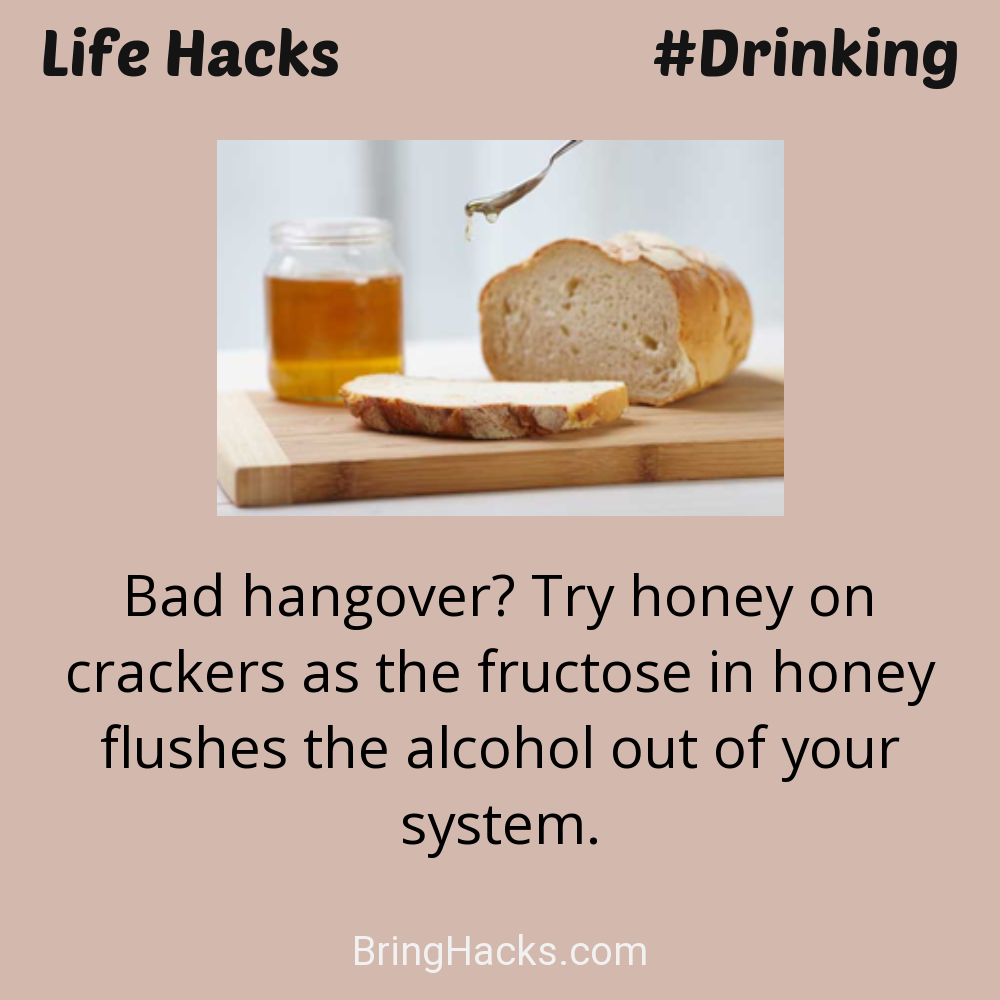 Life Hacks
#Drinking
Bad hangover? Try honey on
crackers as the fructose in honey
flushes the alcohol out of your
system.
BringHacks.com